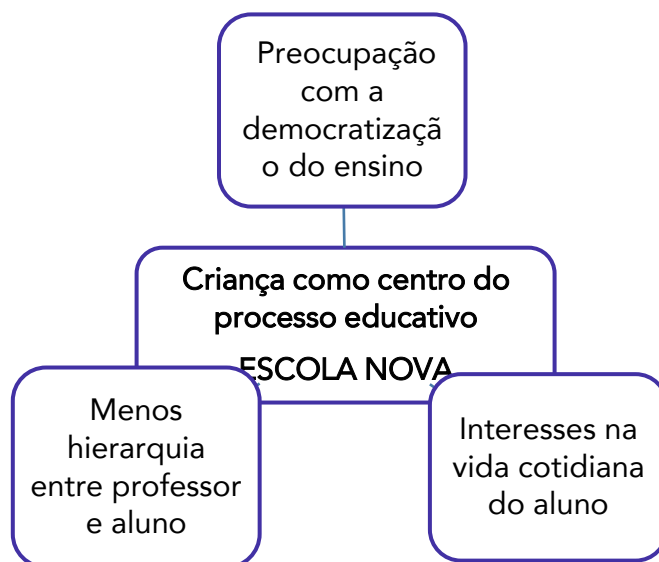 Preocupação
com a
democratizaçã
o do ensino
Criança como centro do
processo educativo
ESCOLA NOVA
Menos
hierarquia
entre professor
e aluno
Interesses na
vida cotidiana
do aluno